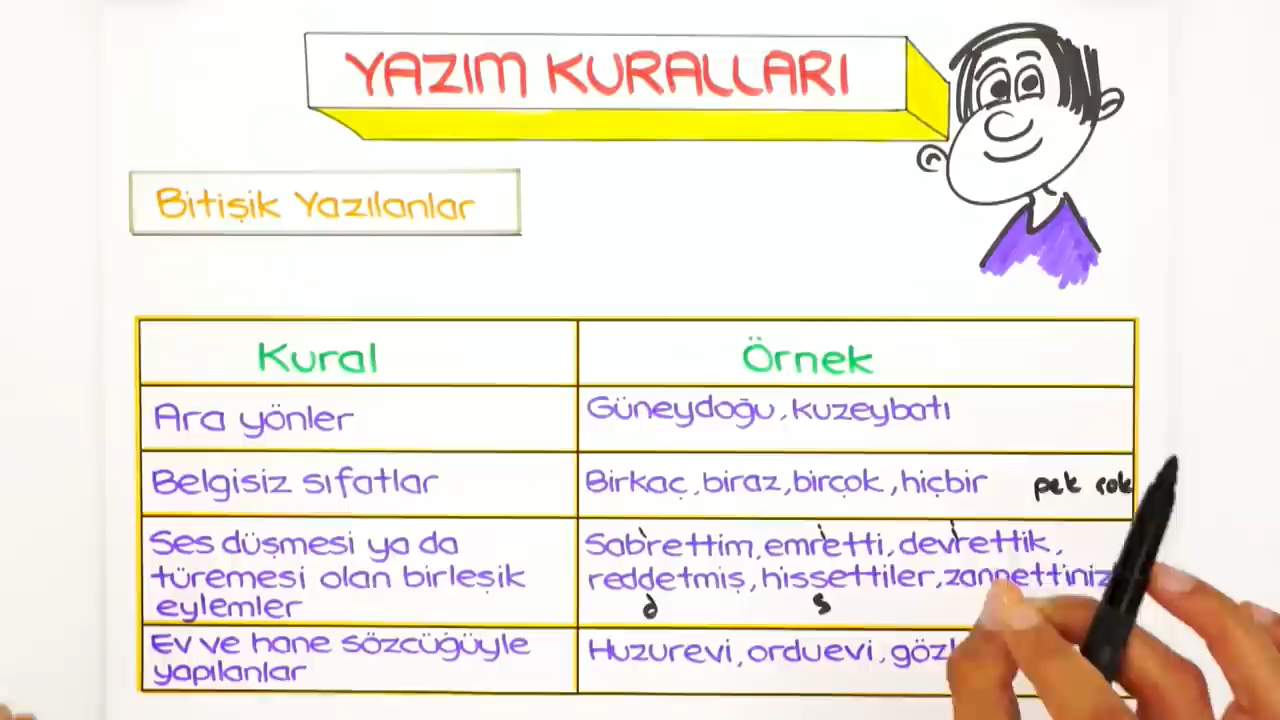 YAZIM KURALLARI
Bitişik Yazılanlar
Kural
Örnek
Ara yönler
Güneydoğu, kuzeybatı
Belgisiz sıfatlar
Birkaç, biraz, birçok, hiçbir
pek
Ses düşmesi ya da
türemesi olan birleşik
eylemler
ı i i
Sabrettim, emretti, devrettik,
reddetmiş, hissettiler, zannettiniz
d s
Ev ve hane sözcüğüyle
yapılanlar
Huzurevi, orduevi,